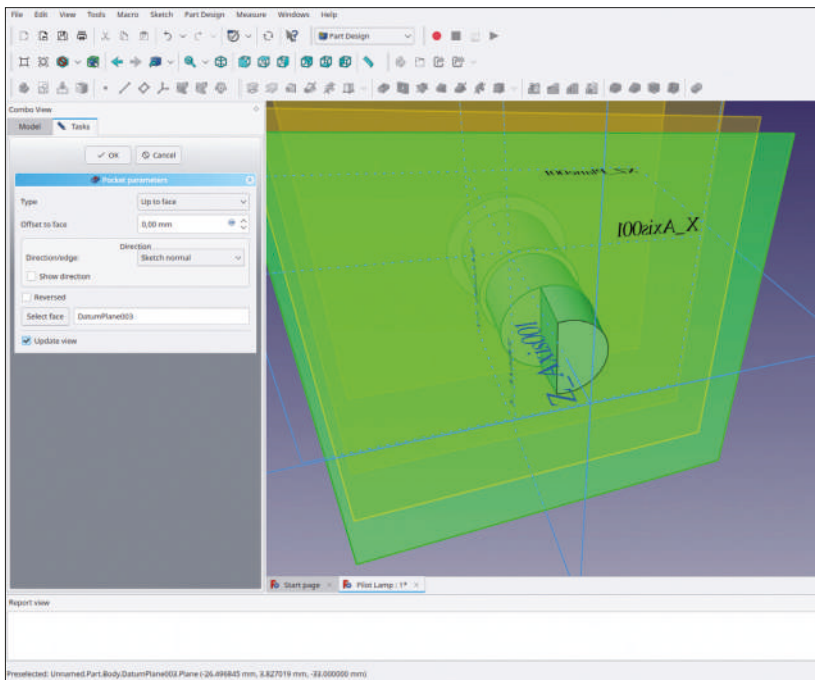 File Edit View Tools Macro Sketch Part Design Measure Windows Help
Part Design
Combo View
Model Tasks
OK Cancel
Pocket parameters
Type Up to face
Offset to face 0,00 mm
Direction
Direction/edge: Sketch normal
Show direction
Reversed
Select face DatumPlane003
Update view
XZ_Plane001
X_Axis001
Z_Axis001
Start page Pilot Lamp : 1*
Report view
Preselected: Unnamed.Part.Body.DatumPlane003.Plane (-26.496845 mm, 3.827019 mm, -33.000000 mm)